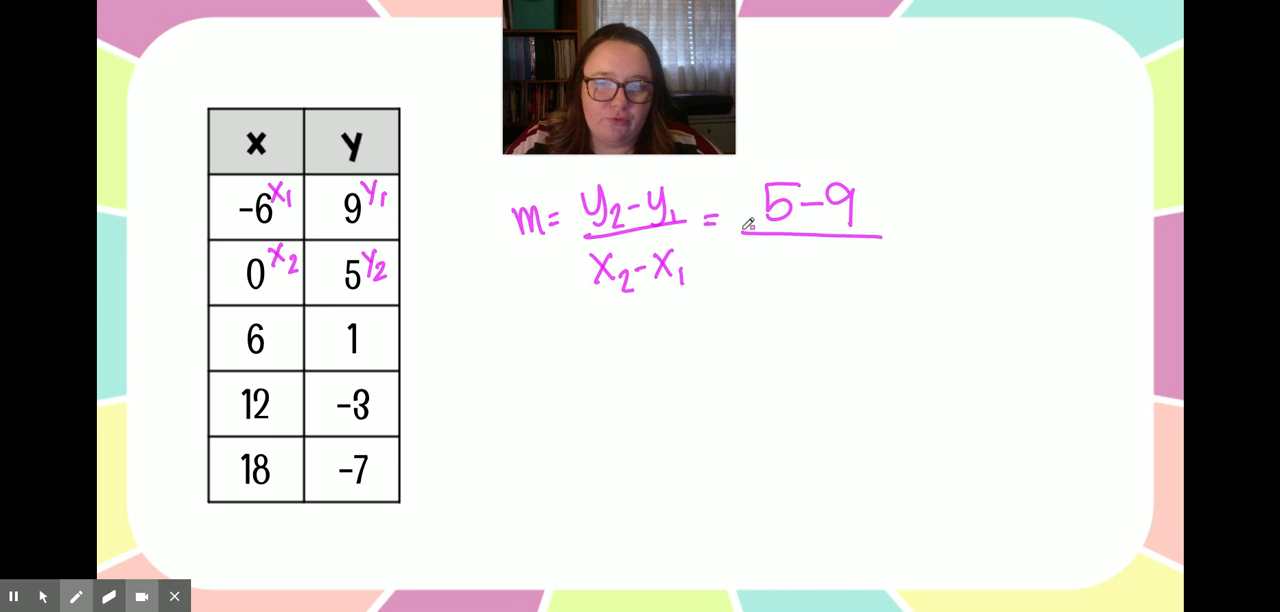 x y
-6 x₁ 9 y₁
0 x₂ 5 y₂
6 1
12 -3
18 -7
m = y₂-y₁ / x₂-x₁ = 5-9